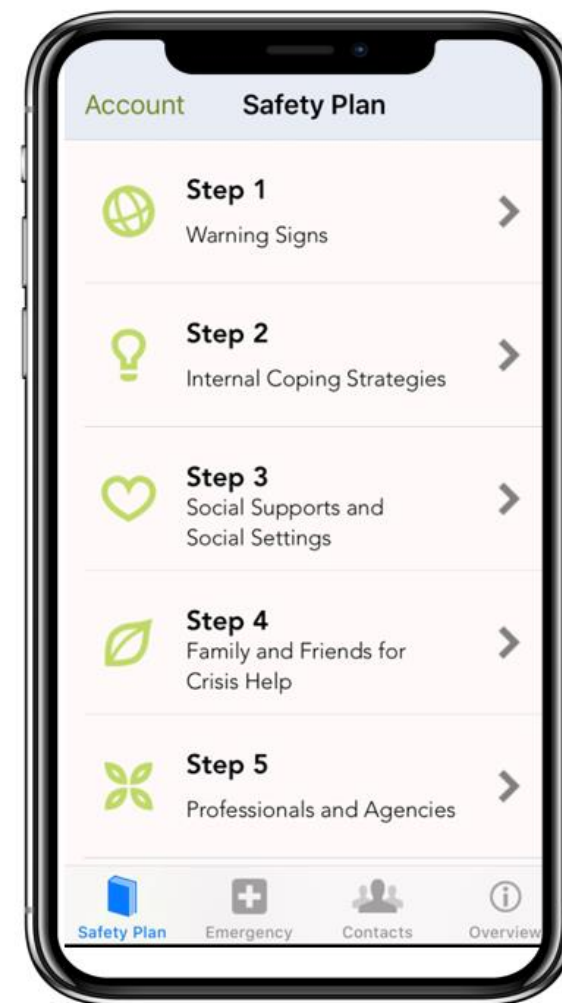 Account Safety Plan
Step 1
Warning Signs
Step 2
Internal Coping Strategies
Step 3
Social Supports and
Social Settings
Step 4
Family and Friends for
Crisis Help
Step 5
Professionals and Agencies
Safety Plan Emergency Contacts Overview